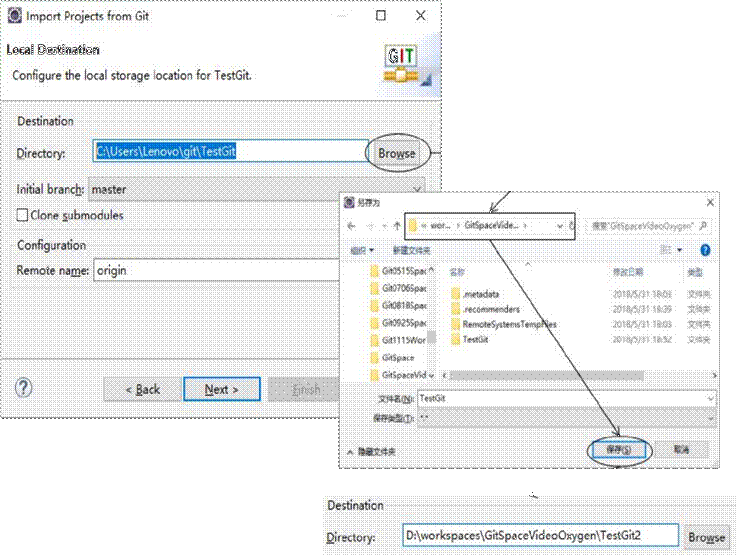 Import Projects from Git
Local Destination
Configure the local storage location for TestGit.
GIT
Destination
Directory: C:\Users\Lenovo\git\TestGit Browse
Initial branch: master
Clone submodules
Configuration
Remote name: origin
? < Back Next > Finish
另存为
« wor... › GitSpaceVide... › 搜索"GitSpaceVideoOxygen"
组织 新建文件夹
名称 修改日期 类型
Git0515Spac
Git0706Spac
Git0818Spac
Git0925Spac
Git1115Wor
GitSpace
GitSpaceVid
.metadata 2018/5/31 18:03 文件夹
.recommenders 2018/5/31 18:39 文件夹
RemoteSystemsTempFiles 2018/5/31 18:03 文件夹
TestGit 2018/5/31 18:52 文件夹
文件名(N): TestGit
保存类型(T): *.*
隐藏文件夹 保存(S) 取消
Destination
Directory: D:\workspaces\GitSpaceVideoOxygen\TestGit2 Browse